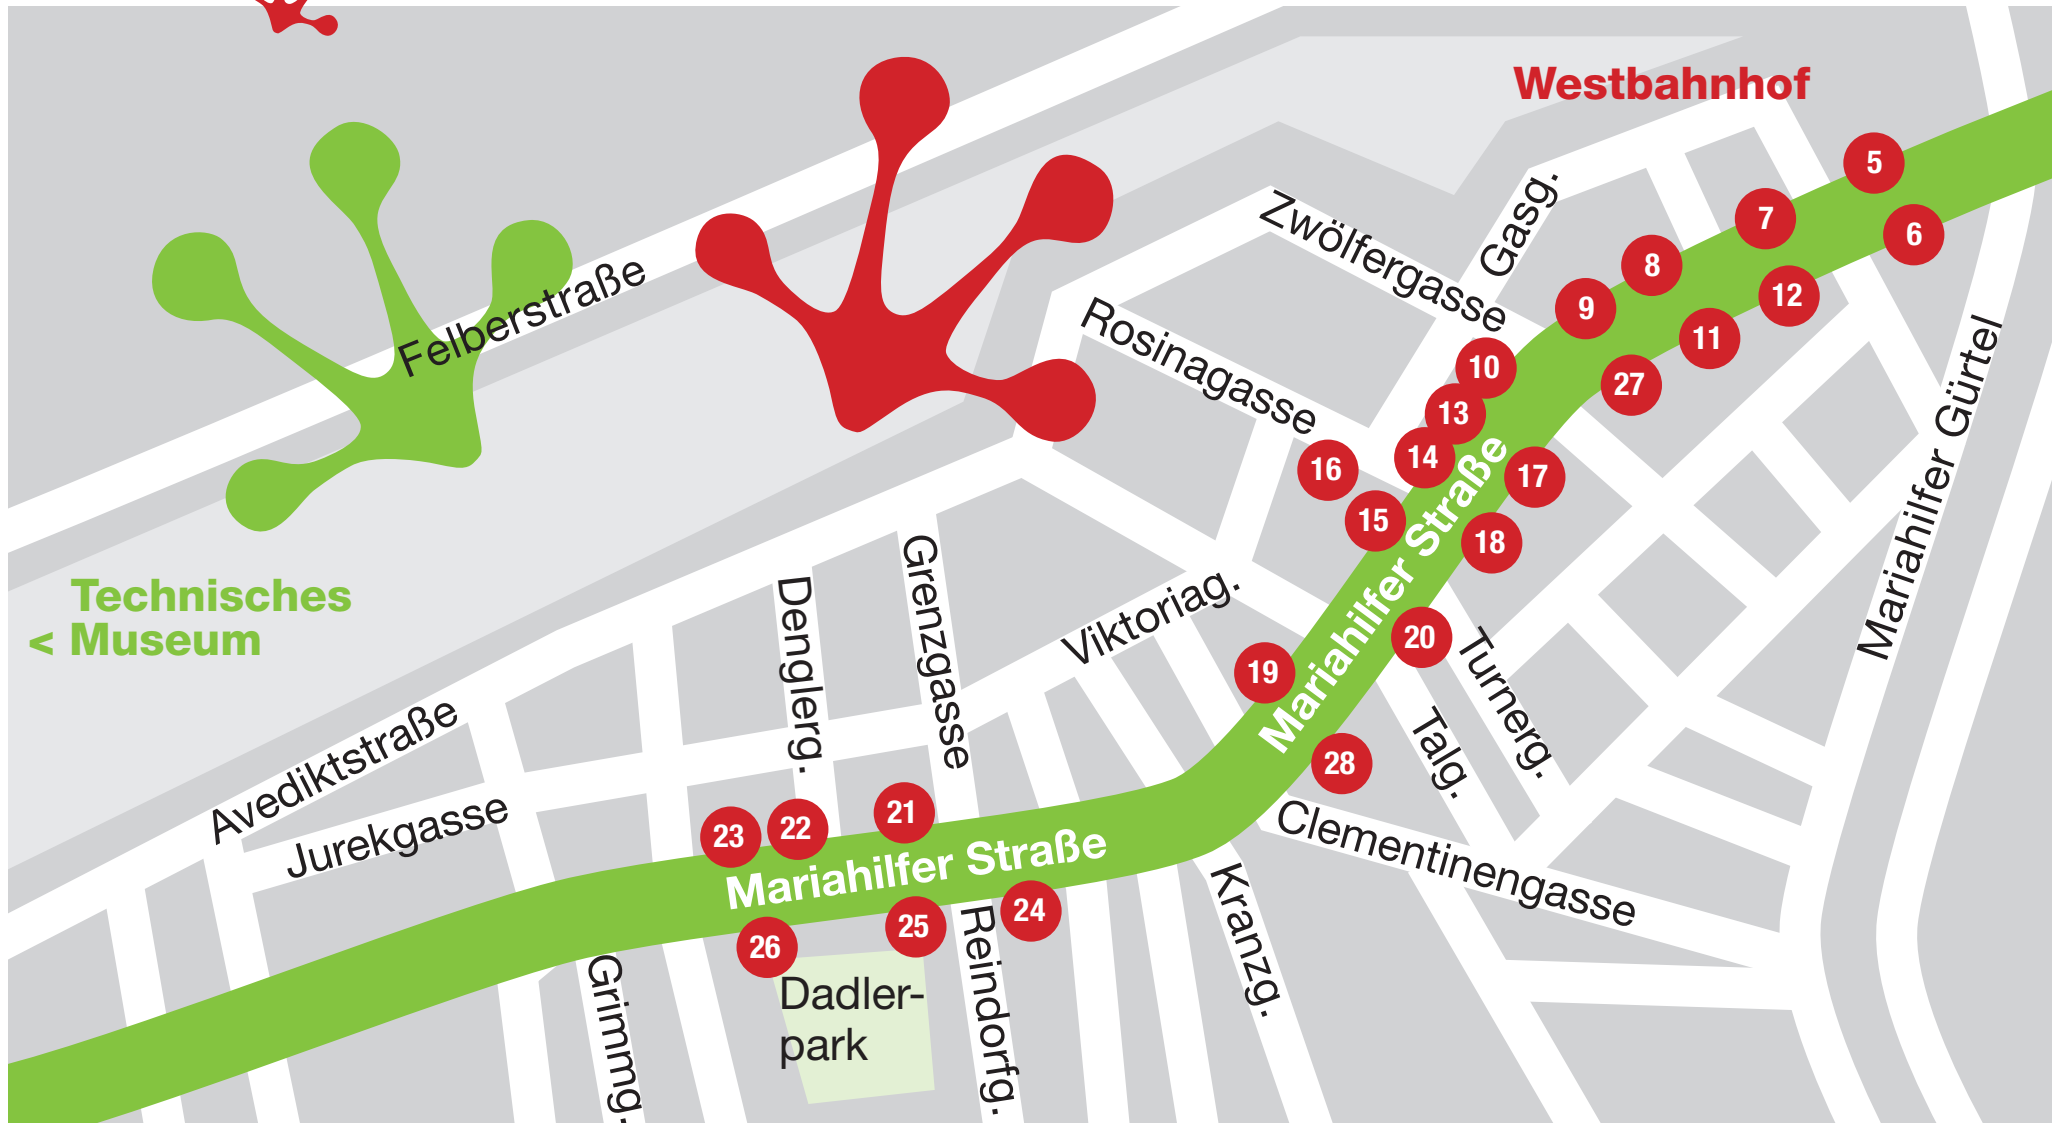 Westbahnhof
5
7
6
Gasg.
Zwölfergasse
8
12
9
11
Felberstraße
Rosinagasse
10
27
13
14
16
17
15
18
Mariahilfer Straße
Mariahilfer Gürtel
Technisches
< Museum
Denglerg.
Grenzgasse
Viktoriag.
20
19
Turnerg.
Talg.
28
Avediktstraße
Jurekgasse
23
22
21
Mariahilfer Straße
Clementinengasse
26
25
24
Kranzg.
Reindorfg.
Grimmg.
Dadler-
park